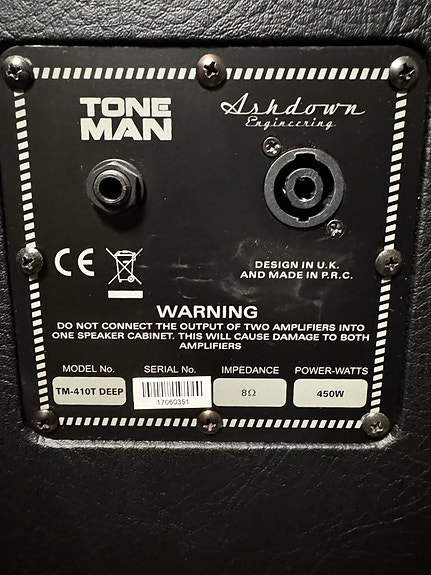 TONE
MAN
Ashdown
Engineering
CE
DESIGN IN U.K.
AND MADE IN P.R.C.
WARNING
DO NOT CONNECT THE OUTPUT OF TWO AMPLIFIERS INTO
ONE SPEAKER CABINET. THIS WILL CAUSE DAMAGE TO BOTH
AMPLIFIERS
MODEL No. SERIAL No. IMPEDANCE POWER-WATTS
TM-410T DEEP 17060351 8Ω 450W